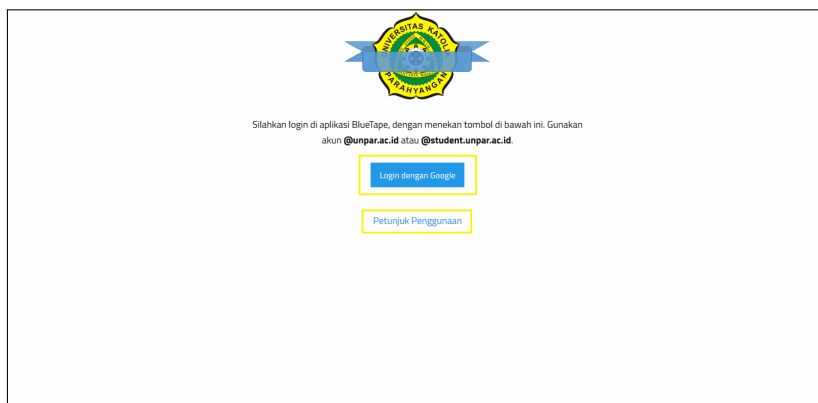 UNIVERSITAS KATOLIK
PARAHYANGAN
Silahkan login di aplikasi BlueTape, dengan menekan tombol di bawah ini. Gunakan
akun @unpar.ac.id atau @student.unpar.ac.id.
Login dengan Google
Petunjuk Penggunaan